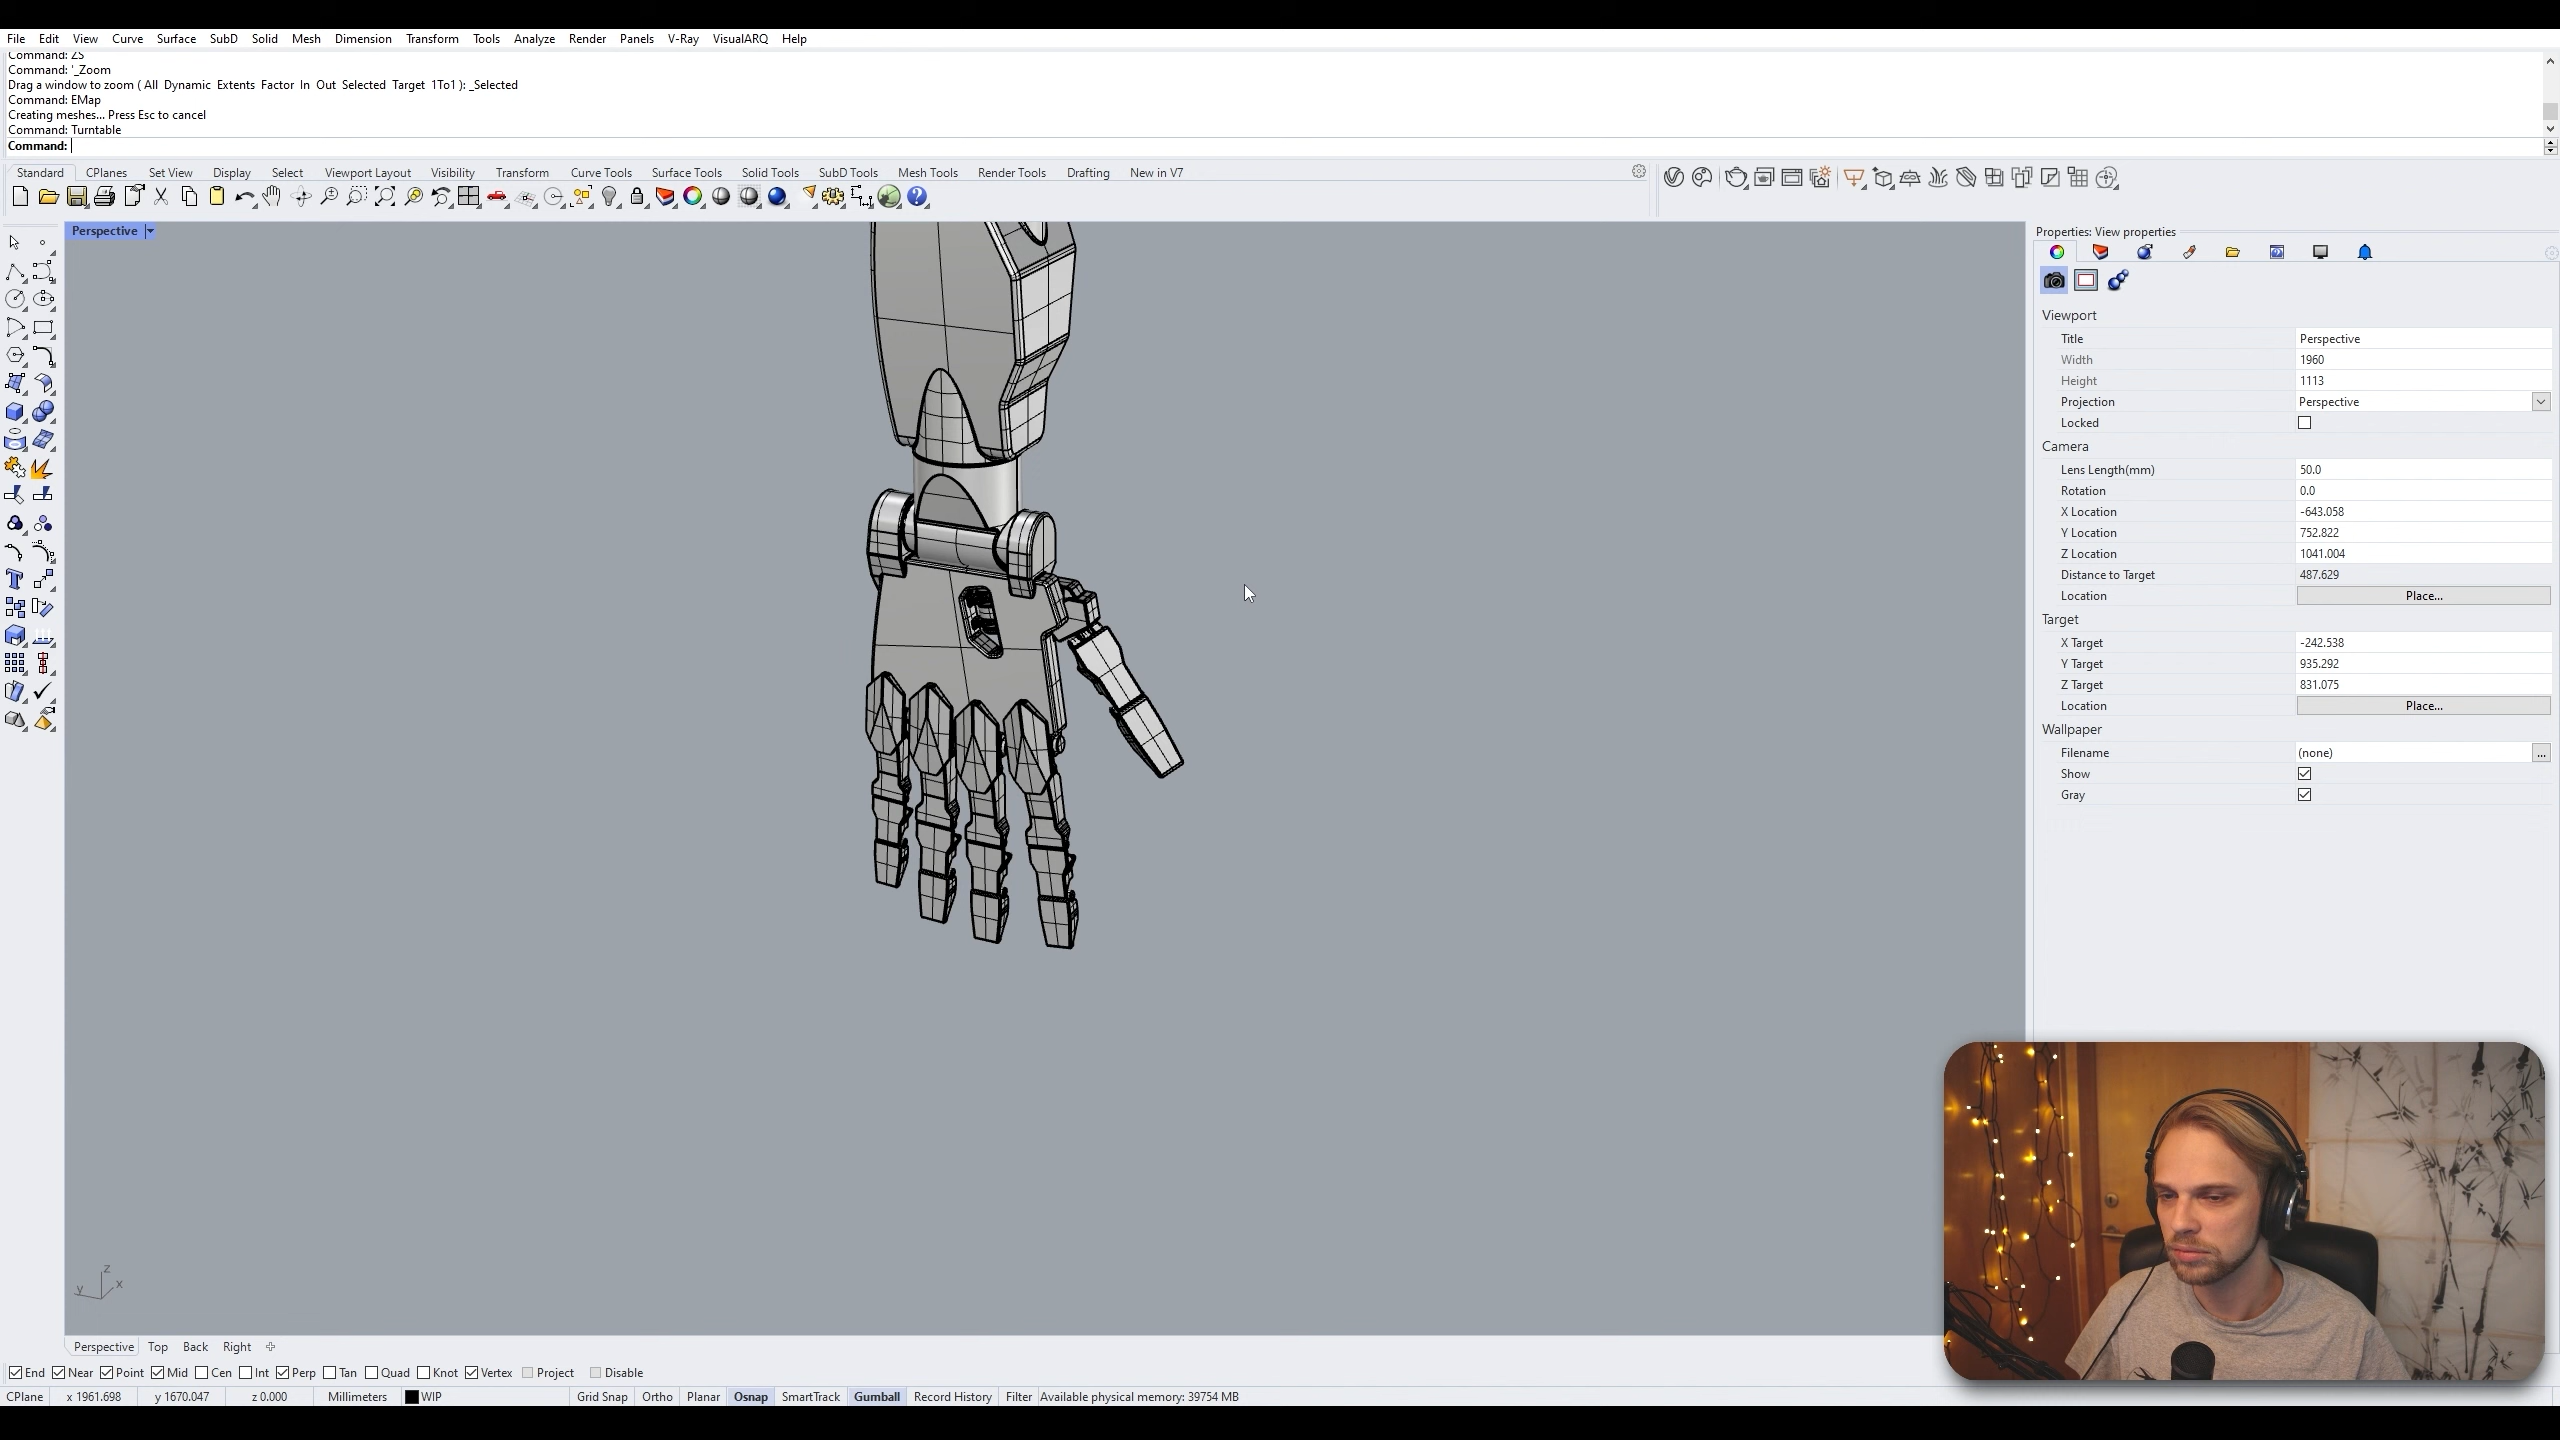 File Edit View Curve Surface SubD Solid Mesh Dimension Transform Tools Analyze Render Panels V-Ray VisualARQ Help
Command: ZS
Command: '_Zoom
Drag a window to zoom ( All Dynamic Extents Factor In Out Selected Target 1To1 ): _Selected
Command: EMap
Creating meshes... Press Esc to cancel
Command: Turntable
Command:
Standard CPlanes Set View Display Select Viewport Layout Visibility Transform Curve Tools Surface Tools Solid Tools SubD Tools Mesh Tools Render Tools Drafting New in V7
Perspective
Properties: View properties
Viewport
Title Perspective
Width 1960
Height 1113
Projection Perspective
Locked
Camera
Lens Length(mm) 50.0
Rotation 0.0
X Location -643.058
Y Location 752.822
Z Location 1041.004
Distance to Target 487.629
Location Place...
Target
X Target -242.538
Y Target 935.292
Z Target 831.075
Location Place...
Wallpaper
Filename (none) ...
Show
Gray
z
y x
Perspective Top Back Right
End Near Point Mid Cen Int Perp Tan Quad Knot Vertex Project Disable
CPlane x 1961.698 y 1670.047 z 0.000 Millimeters WIP Grid Snap Ortho Planar Osnap SmartTrack Gumball Record History Filter Available physical memory: 39754 MB